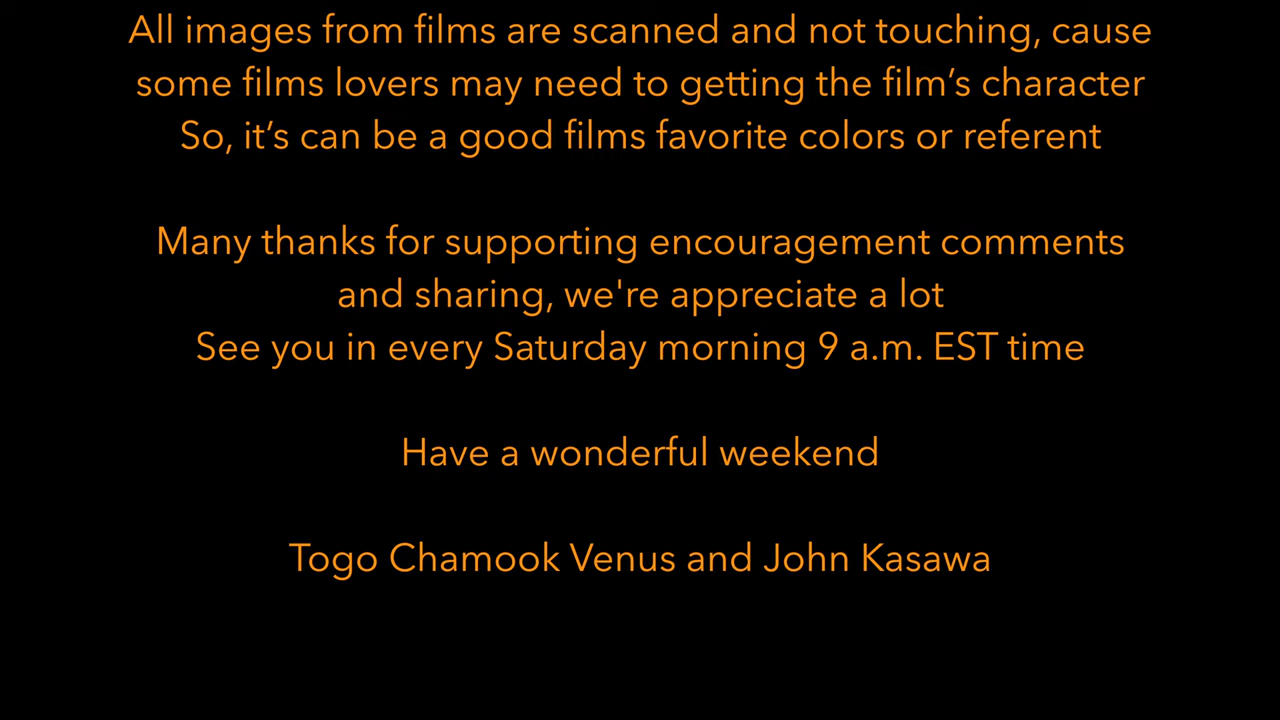 All images from films are scanned and not touching, cause
some films lovers may need to getting the film’s character
So, it’s can be a good films favorite colors or referent
Many thanks for supporting encouragement comments
and sharing, we're appreciate a lot
See you in every Saturday morning 9 a.m. EST time
Have a wonderful weekend
Togo Chamook Venus and John Kasawa